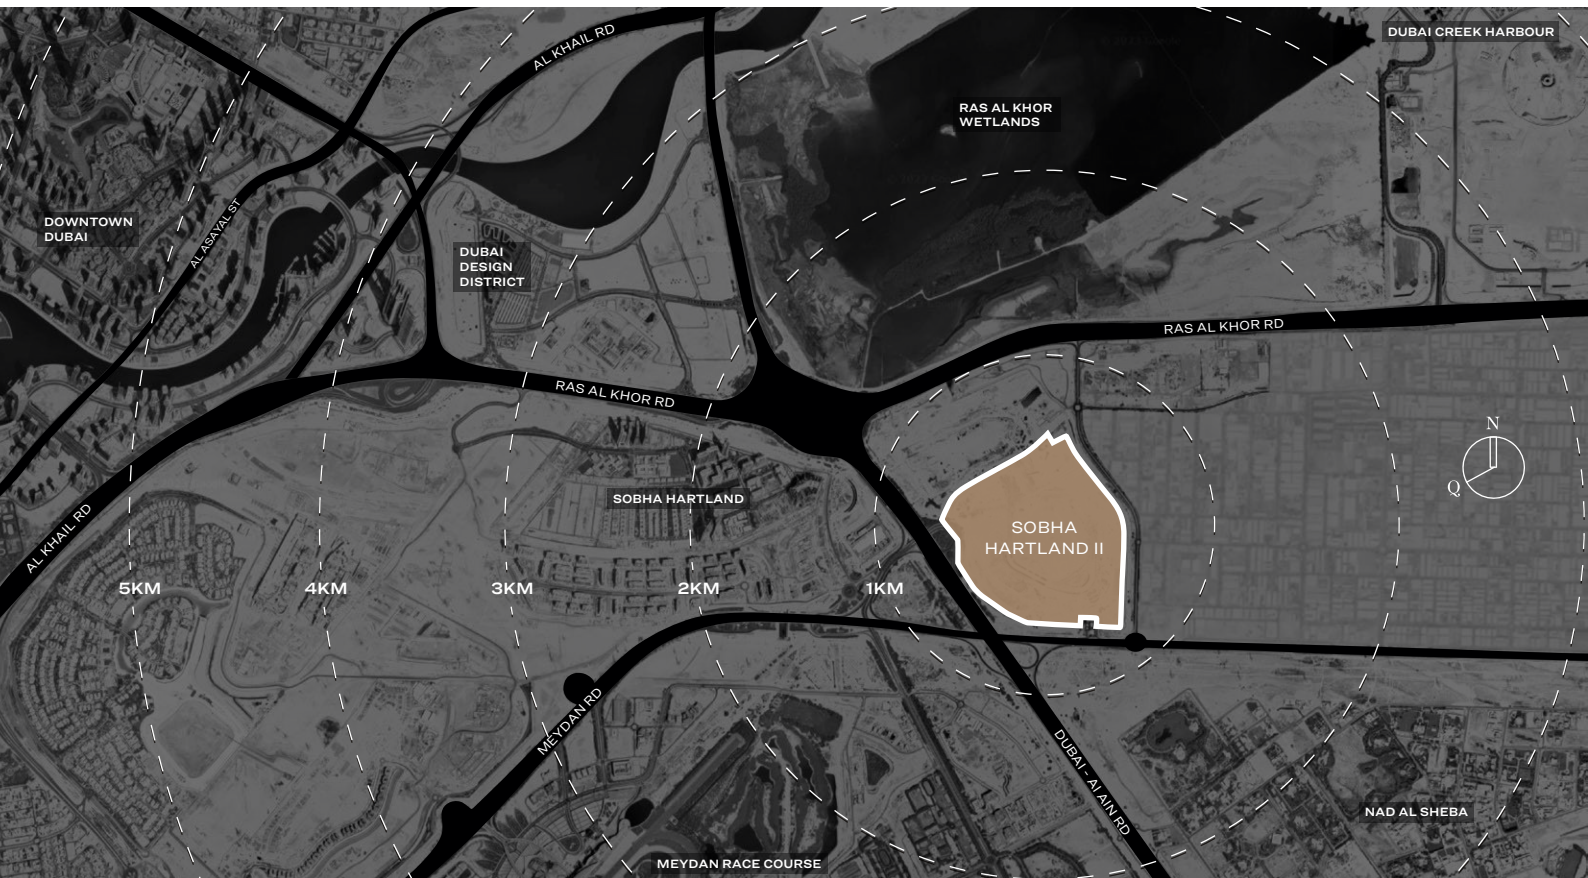 DUBAI CREEK HARBOUR
AL KHAIL RD
RAS AL KHOR
WETLANDS
DOWNTOWN
DUBAI
AL ASAYAL ST
DUBAI
DESIGN
DISTRICT
RAS AL KHOR RD
RAS AL KHOR RD
N
Q
SOBHA HARTLAND
SOBHA
HARTLAND II
AL KHAIL RD
5KM
4KM
3KM
2KM
1KM
MEYDAN RD
DUBAI - Al AIN RD
NAD AL SHEBA
MEYDAN RACE COURSE